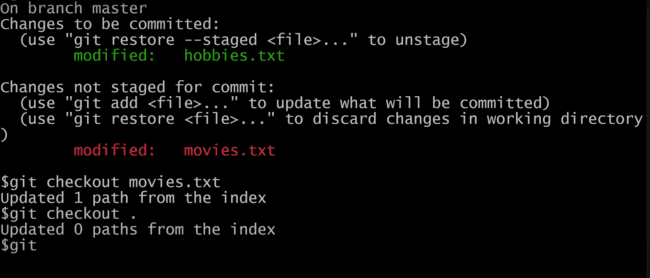 On branch master
Changes to be committed:
  (use "git restore --staged <file>..." to unstage)
        modified:   hobbies.txt

Changes not staged for commit:
  (use "git add <file>..." to update what will be committed)
  (use "git restore <file>..." to discard changes in working directory
)
        modified:   movies.txt

$git checkout movies.txt
Updated 1 path from the index
$git checkout .
Updated 0 paths from the index
$git